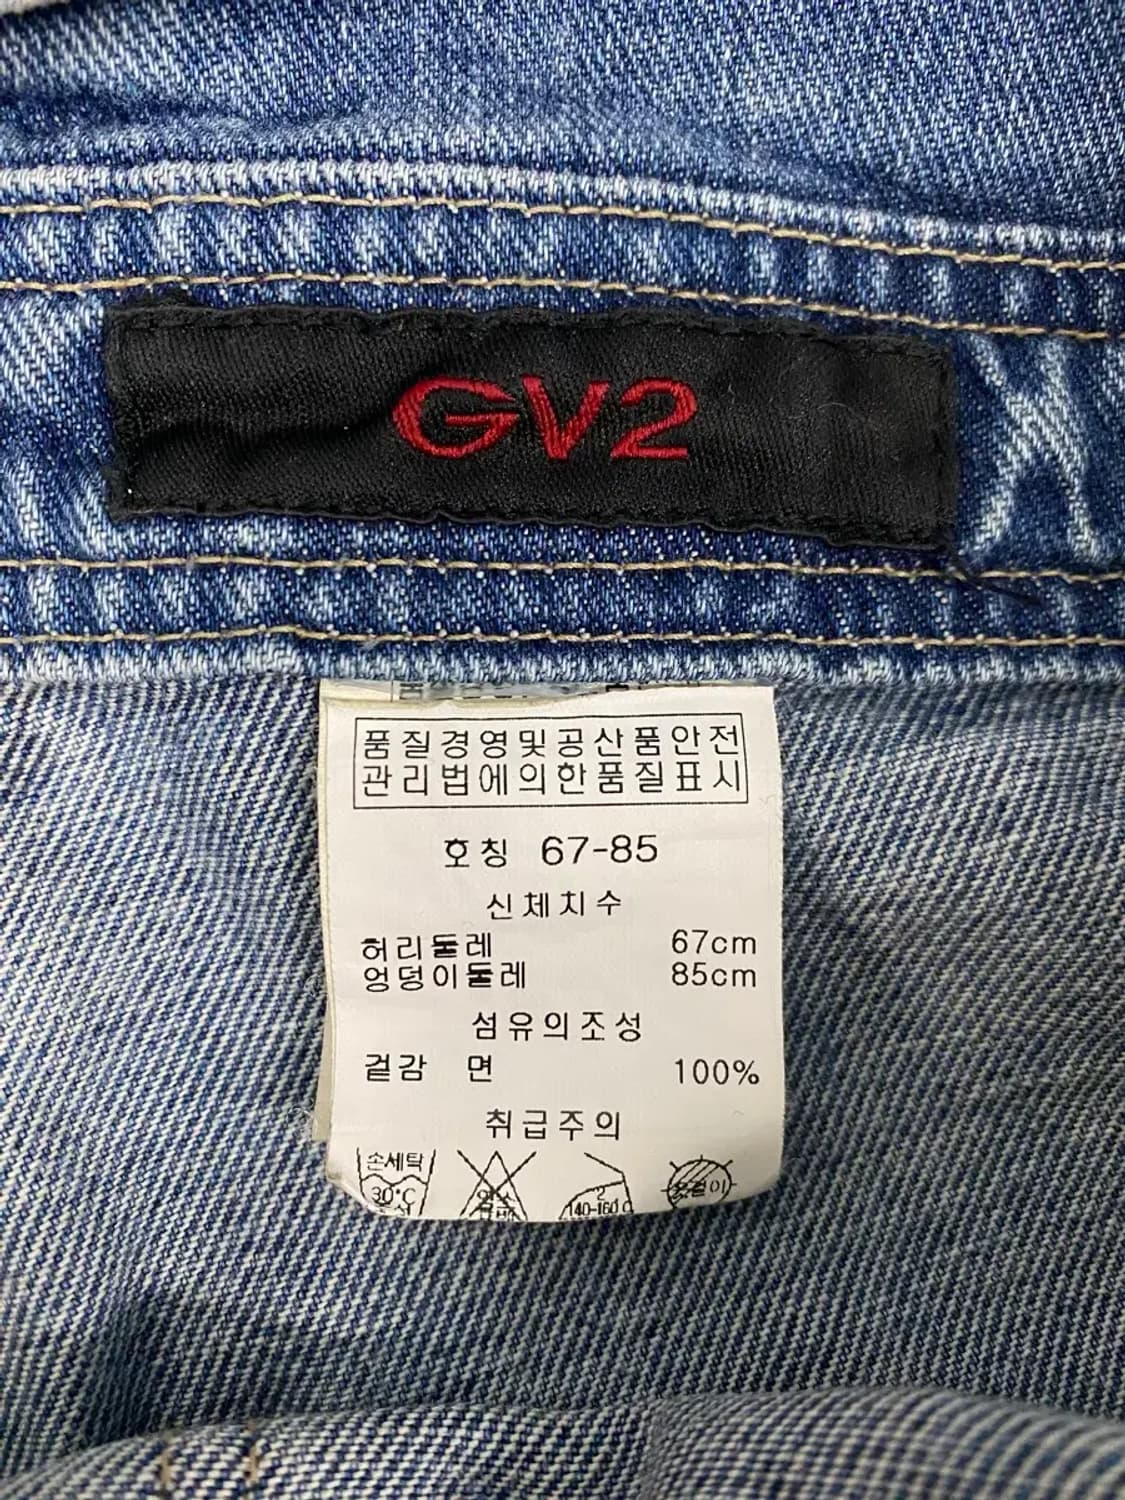 GV2
품질경영및공산품안전
관리법에의한품질표시
호칭 67-85
신체치수
허리둘레 67cm
엉덩이둘레 85cm
섬유의조성
겉감 면 100%
취급주의
손세탁
30°C
2
140-160